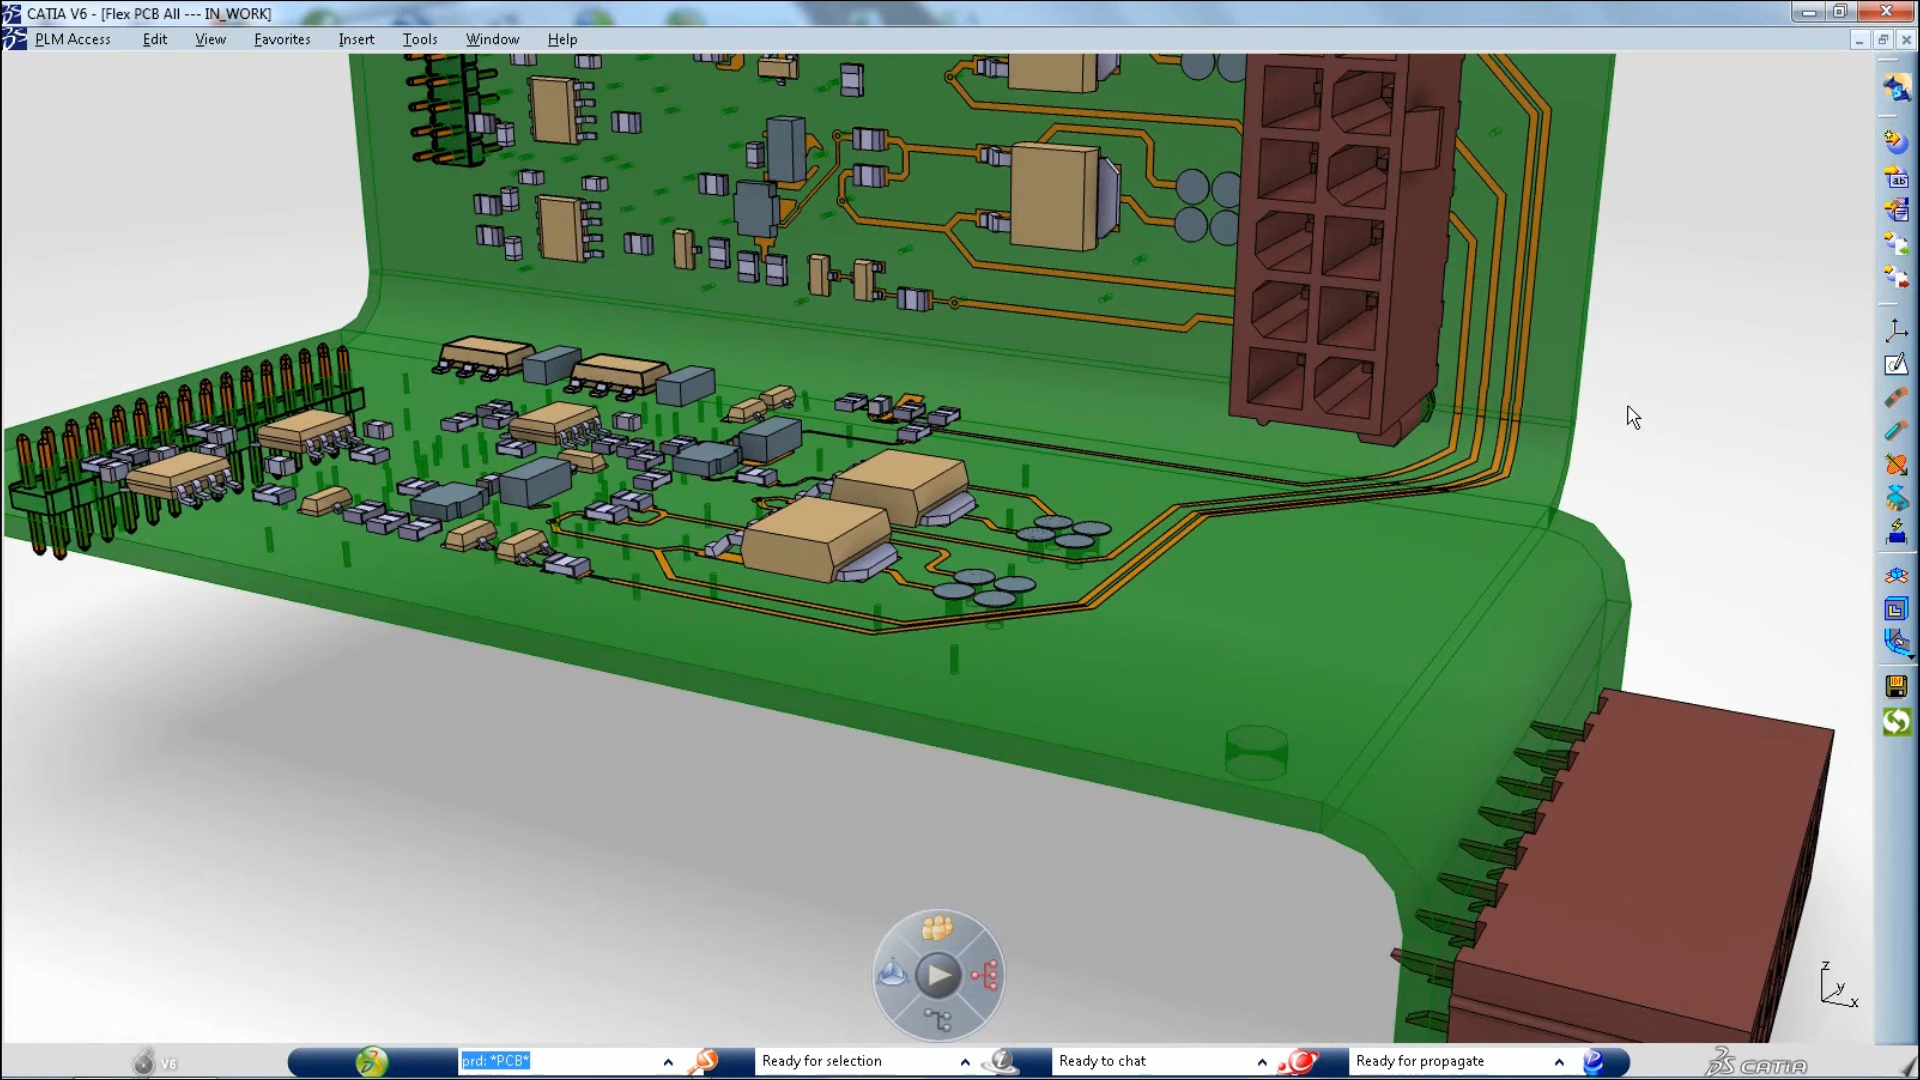 CATIA V6 - [Flex PCB All --- IN_WORK]
PLM Access Edit View Favorites Insert Tools Window Help
ab
z
y
x
V6
prd: *PCB*
Ready for selection
Ready to chat
Ready for propagate
CATIA